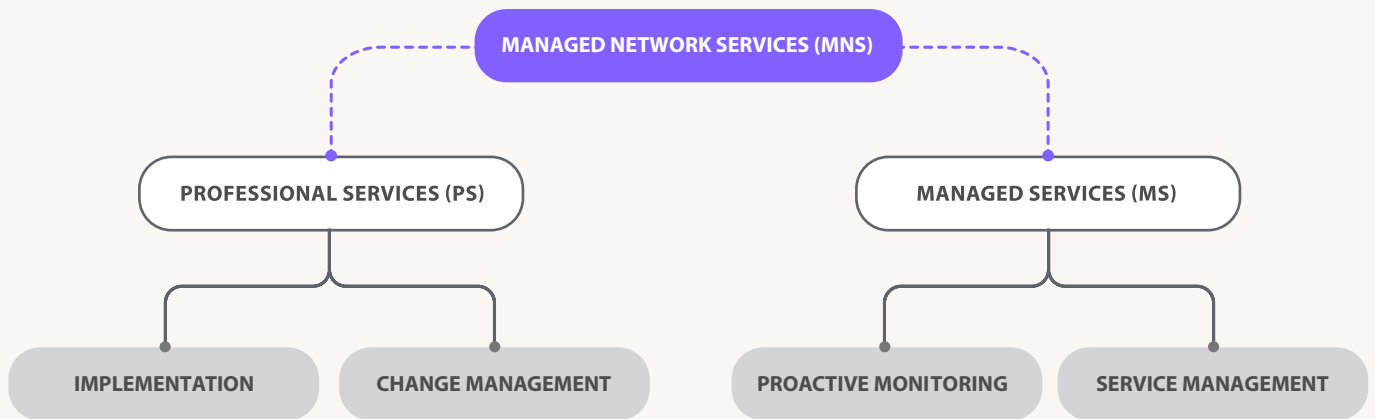 MANAGED NETWORK SERVICES (MNS)
PROFESSIONAL SERVICES (PS)
MANAGED SERVICES (MS)
IMPLEMENTATION
CHANGE MANAGEMENT
PROACTIVE MONITORING
SERVICE MANAGEMENT